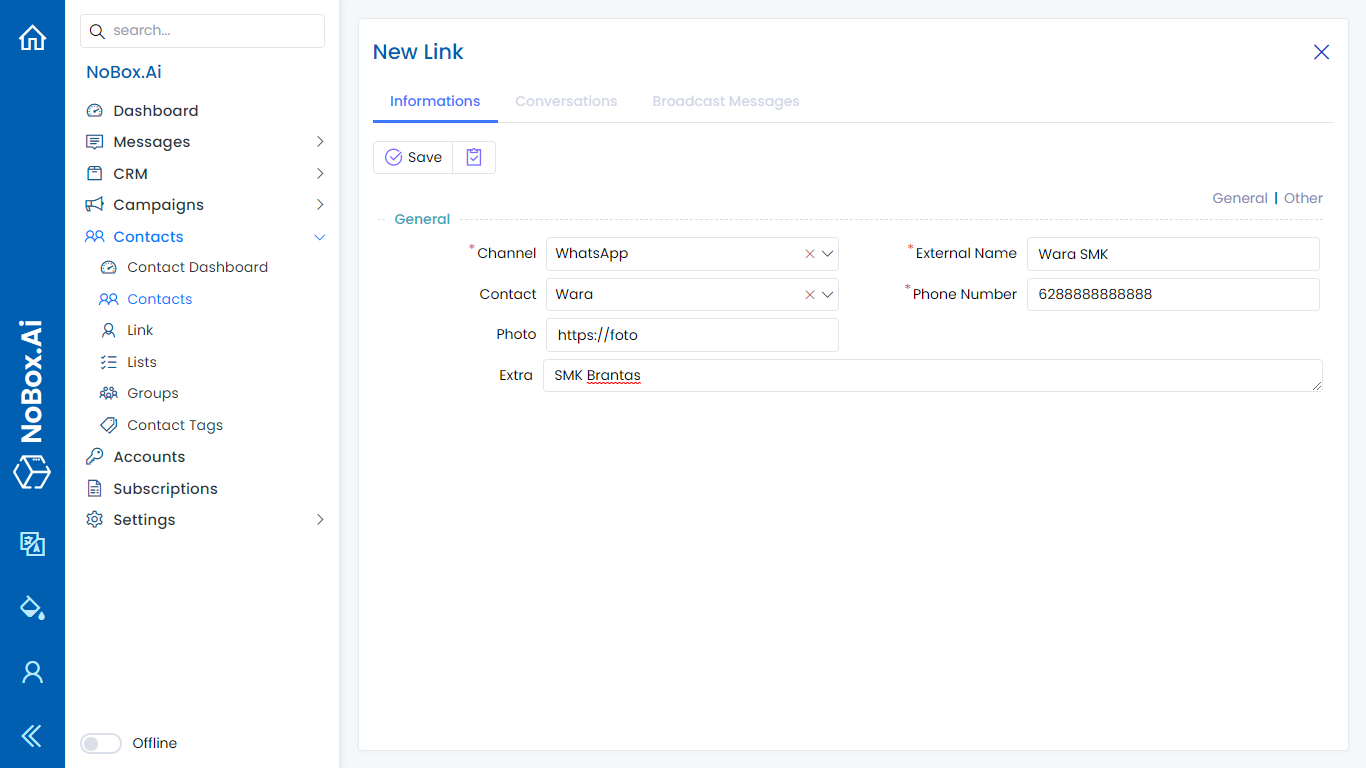 search...
NoBox.Ai
Dashboard
Messages
CRM
Campaigns
Contacts
Contact Dashboard
Contacts
Link
Lists
Groups
Contact Tags
Accounts
Subscriptions
Settings
Offline
NoBox.Ai
New Link
Informations Conversations Broadcast Messages
Save
General | Other
General
*Channel WhatsApp *External Name Wara SMK
Contact Wara *Phone Number 6288888888888
Photo https://foto
Extra SMK Brantas